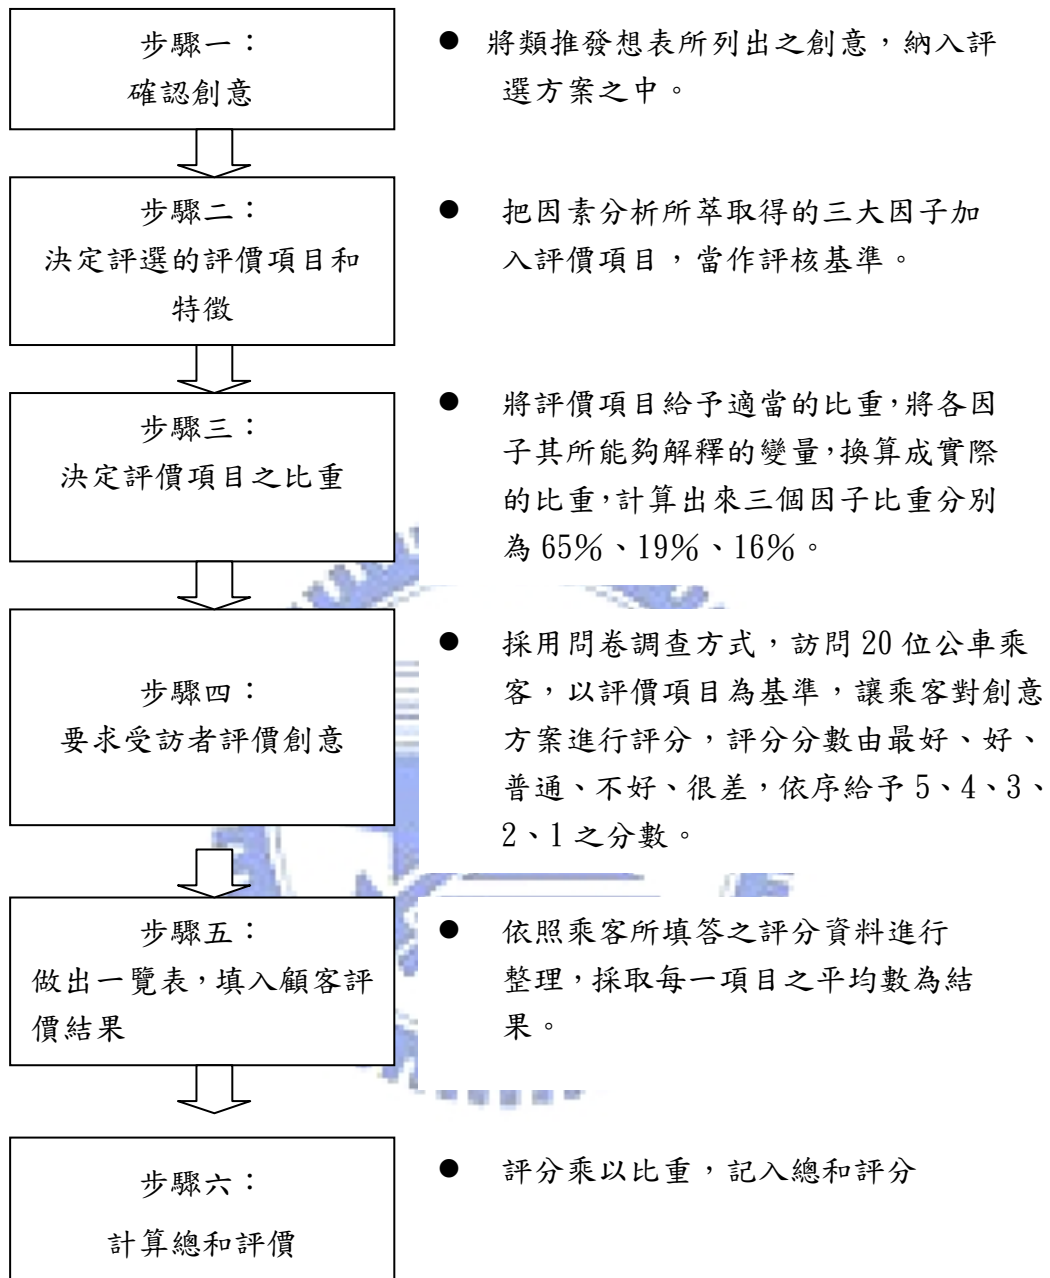 步驟一：
確認創意
● 將類推發想表所列出之創意，納入評
選方案之中。
步驟二：
決定評選的評價項目和
特徵
● 把因素分析所萃取得的三大因子加
入評價項目，當作評核基準。
步驟三：
決定評價項目之比重
● 將評價項目給予適當的比重，將各因
子其所能夠解釋的變量，換算成實際
的比重，計算出來三個因子比重分別
為 65%、19%、16%。
步驟四：
要求受訪者評價創意
● 採用問卷調查方式，訪問 20 位公車乘
客，以評價項目為基準，讓乘客對創意
方案進行評分，評分分數由最好、好、
普通、不好、很差，依序給予 5、4、3、
2、1 之分數。
步驟五：
做出一覽表，填入顧客評
價結果
● 依照乘客所填答之評分資料進行
整理，採取每一項目之平均數為結
果。
步驟六：
計算總和評價
● 評分乘以比重，記入總和評分